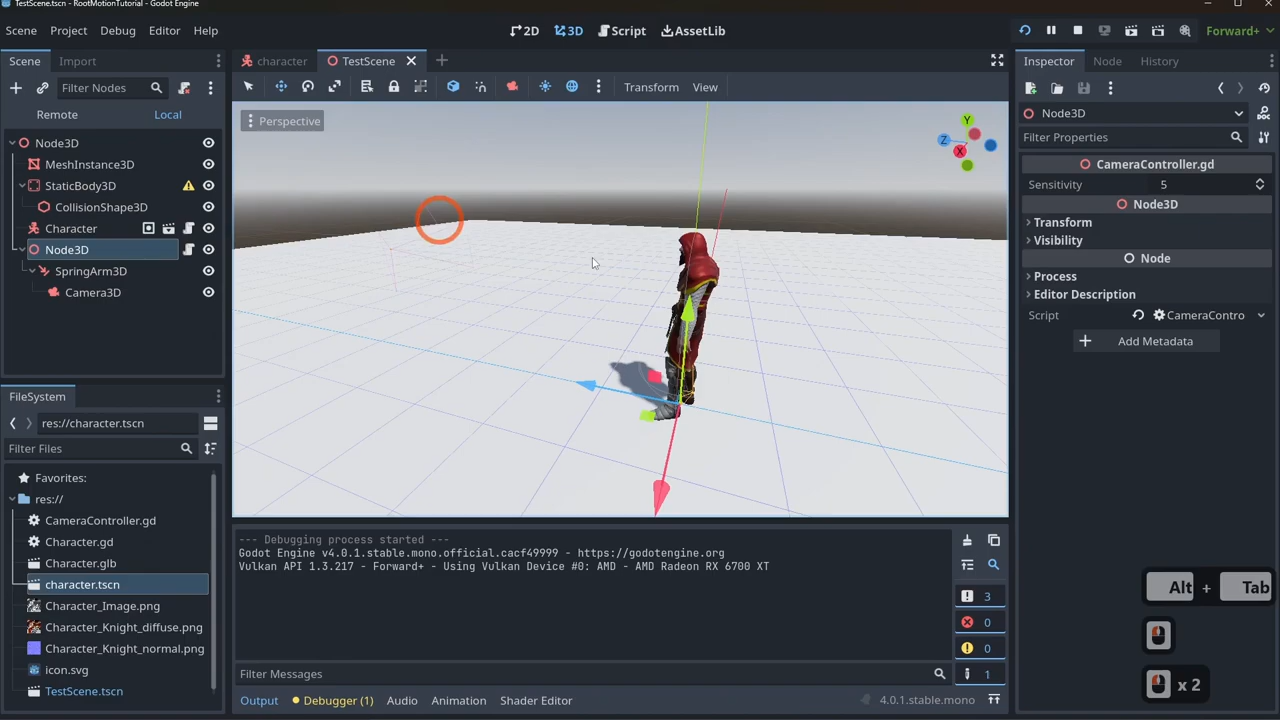 TestScene.tscn - RootMotionTutorial - Godot Engine
Scene Project Debug Editor Help
2D 3D Script AssetLib
Forward+
Scene Import
character TestScene
Inspector Node History
Filter Nodes
Transform View
Remote Local
Node3D
Perspective
Y Z X
Filter Properties
Node3D
MeshInstance3D
StaticBody3D
CollisionShape3D
Character
Node3D
SpringArm3D
Camera3D
CameraController.gd
Sensitivity 5
Node3D
Transform
Visibility
Node
Process
Editor Description
Script CameraContro
Add Metadata
FileSystem
res://character.tscn
Filter Files
Favorites:
res://
CameraController.gd
Character.gd
Character.glb
character.tscn
Character_Image.png
Character_Knight_diffuse.png
Character_Knight_normal.png
icon.svg
TestScene.tscn
--- Debugging process started ---
Godot Engine v4.0.1.stable.mono.official.cacf49999 - https://godotengine.org
Vulkan API 1.3.217 - Forward+ - Using Vulkan Device #0: AMD - AMD Radeon RX 6700 XT
3
0
0
1
Filter Messages
Output Debugger (1) Audio Animation Shader Editor
4.0.1.stable.mono
Alt + Tab
x 2